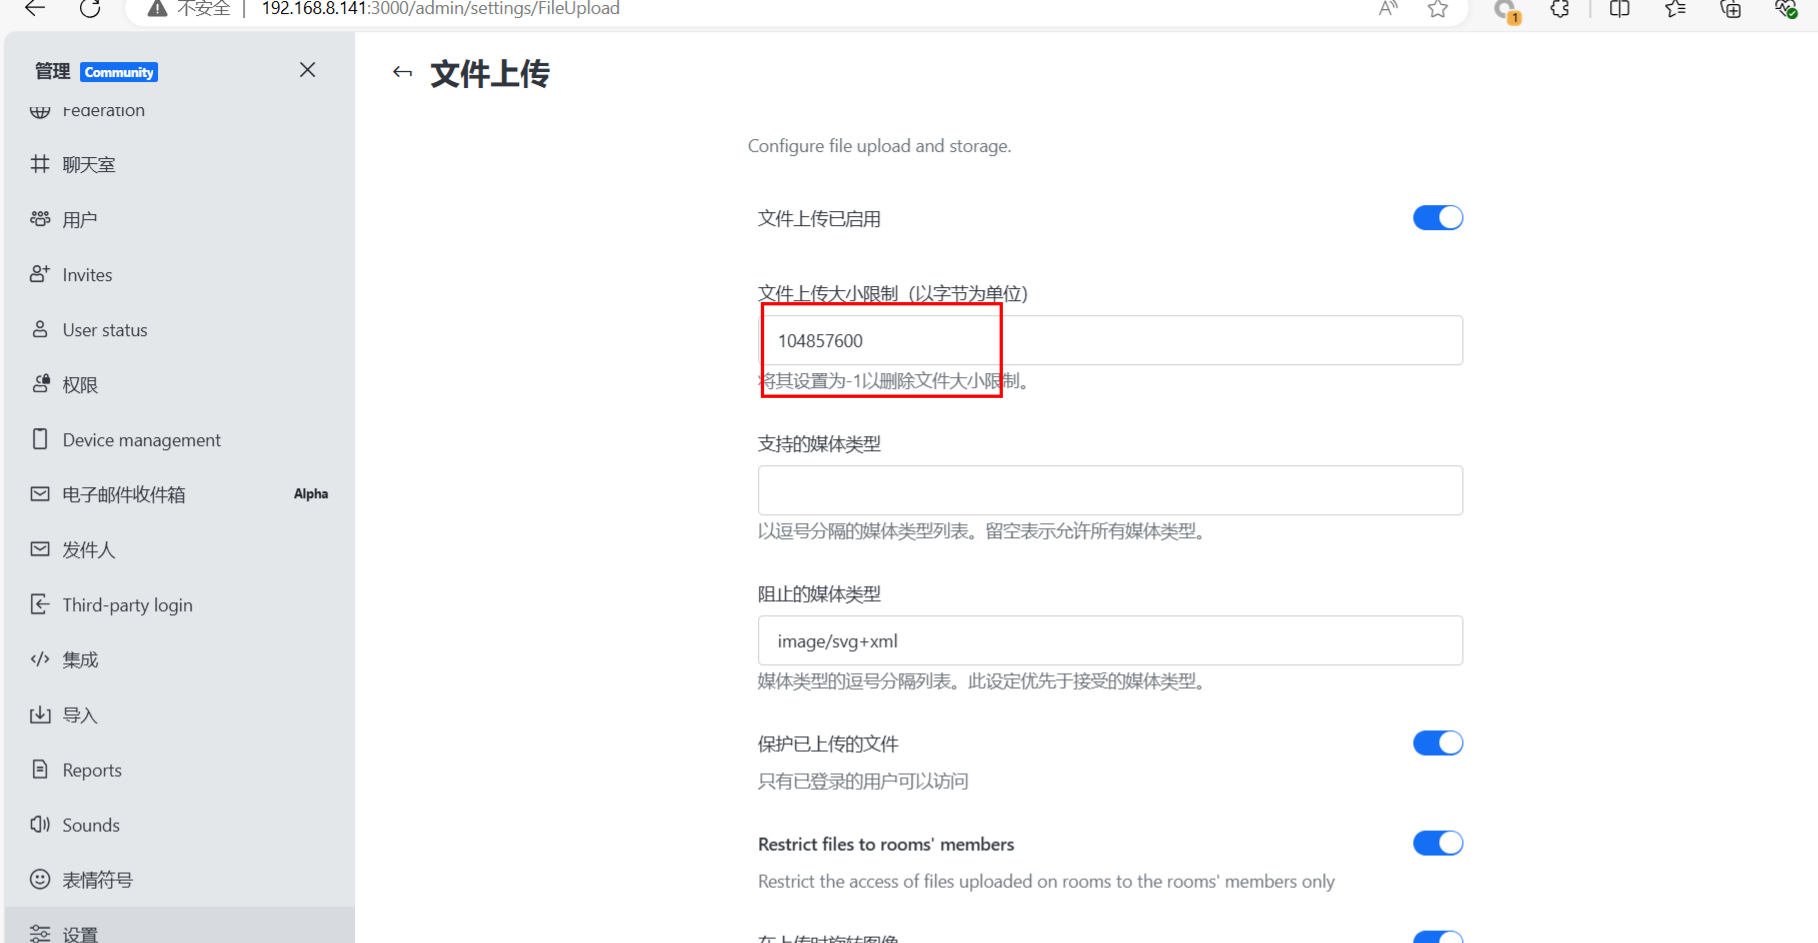 不安全 192.168.8.141:3000/admin/settings/FileUpload
1
管理 Community
文件上传
Federation
聊天室
用户
Invites
User status
权限
Device management
电子邮件收件箱 Alpha
发件人
Third-party login
集成
导入
Reports
Sounds
表情符号
设置
Configure file upload and storage.
文件上传已启用
文件上传大小限制（以字节为单位）
104857600
将其设置为-1以删除文件大小限制。
支持的媒体类型
以逗号分隔的媒体类型列表。留空表示允许所有媒体类型。
阻止的媒体类型
image/svg+xml
媒体类型的逗号分隔列表。此设定优先于接受的媒体类型。
保护已上传的文件
只有已登录的用户可以访问
Restrict files to rooms' members
Restrict the access of files uploaded on rooms to the rooms' members only
在上传时旋转图像